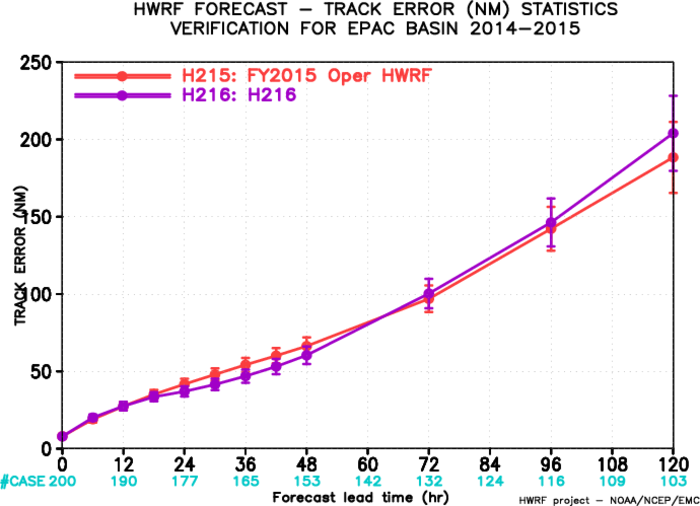 HWRF FORECAST − TRACK ERROR (NM) STATISTICS
VERIFICATION FOR EPAC BASIN 2014−2015
H215: FY2015 Oper HWRF
H216: H216
TRACK ERROR (NM)
250
200
150
100
50
0
0 12 24 36 48 60 72 84 96 108 120
#CASE 200 190 177 165 153 142 132 124 116 109 103
Forecast lead time (hr)
HWRF project − NOAA/NCEP/EMC